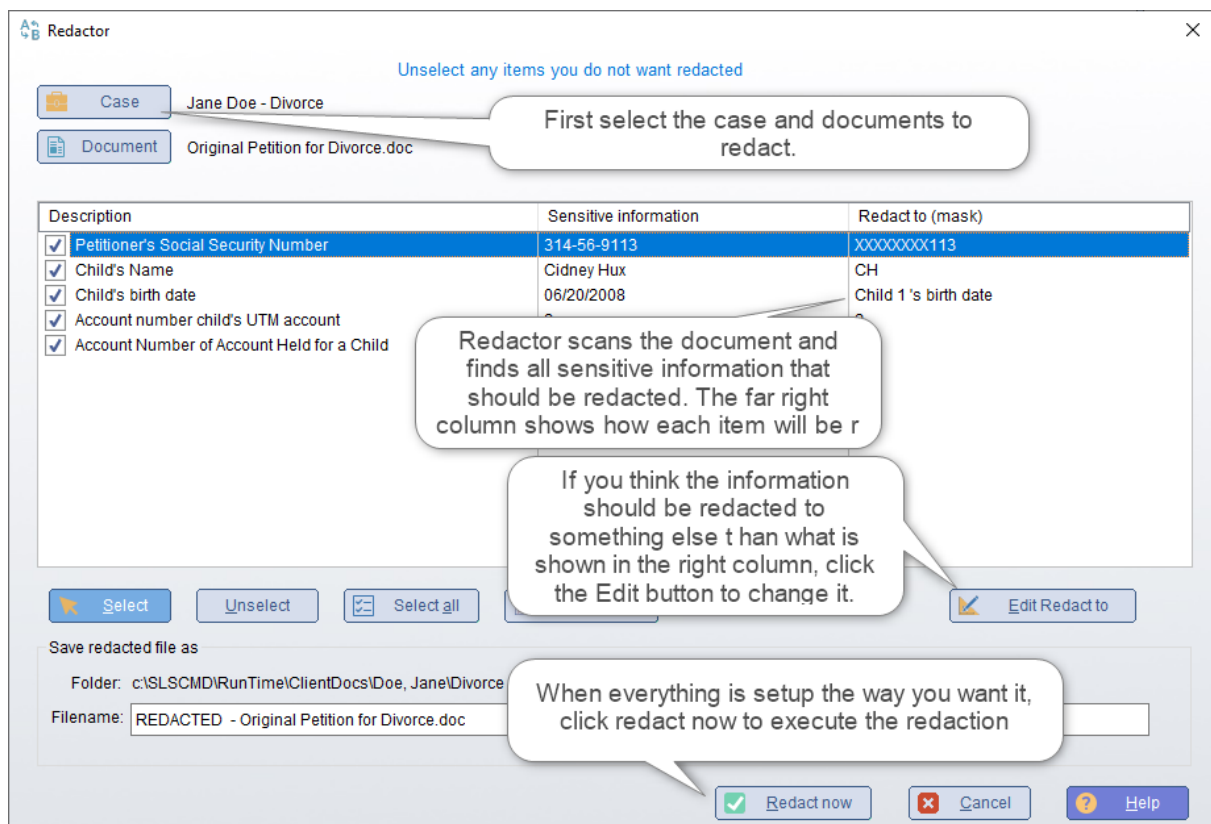 Redactor
Unselect any items you do not want redacted
Case Jane Doe - Divorce
First select the case and documents to
redact.
Document Original Petition for Divorce.doc
Description Sensitive information Redact to (mask)
Petitioner's Social Security Number 314-56-9113 XXXXXXXX113
Child's Name Cidney Hux CH
Child's birth date 06/20/2008 Child 1 's birth date
Account number child's UTM account
Account Number of Account Held for a Child
Redactor scans the document and
finds all sensitive information that
should be redacted. The far right
column shows how each item will be r
If you think the information
should be redacted to
something else t han what is
shown in the right column, click
the Edit button to change it.
Select Unselect Select all Edit Redact to
Save redacted file as
Folder: c:\SLSCMD\RunTime\ClientDocs\Doe, Jane\Divorce
Filename: REDACTED - Original Petition for Divorce.doc
When everything is setup the way you want it,
click redact now to execute the redaction
Redact now Cancel Help